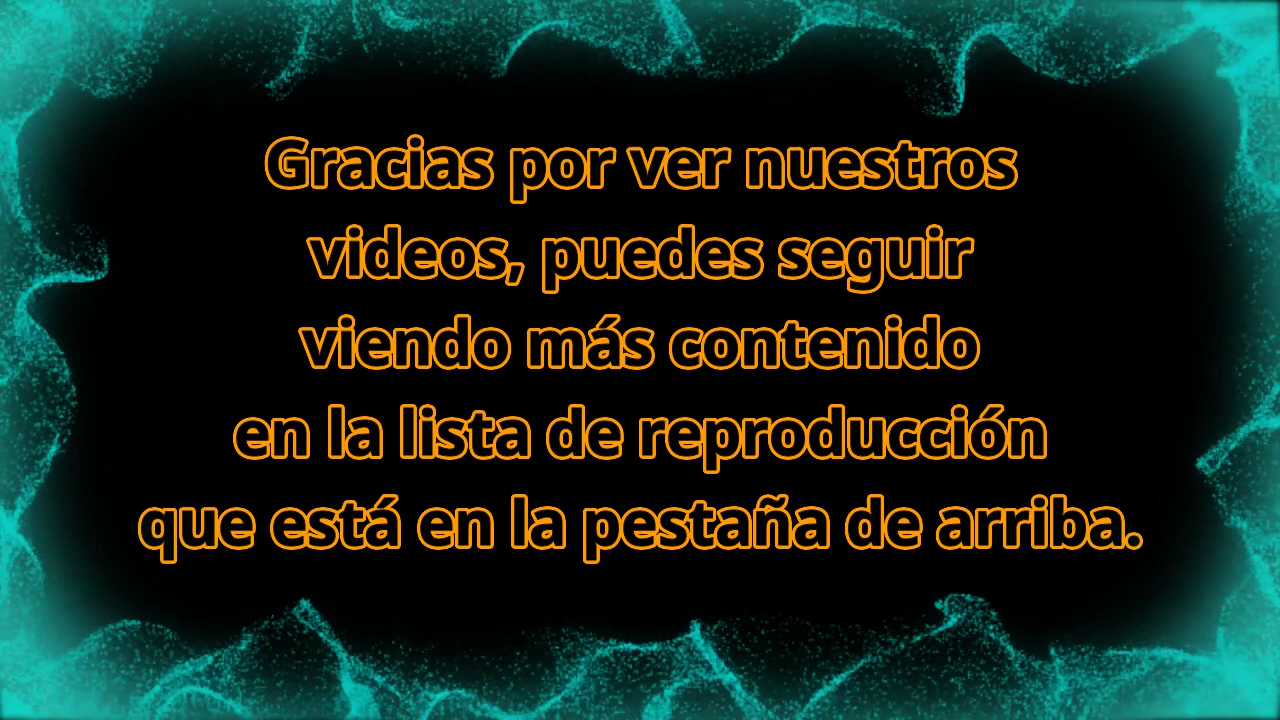 Gracias por ver nuestros
videos, puedes seguir
viendo más contenido
en la lista de reproducción
que está en la pestaña de arriba.